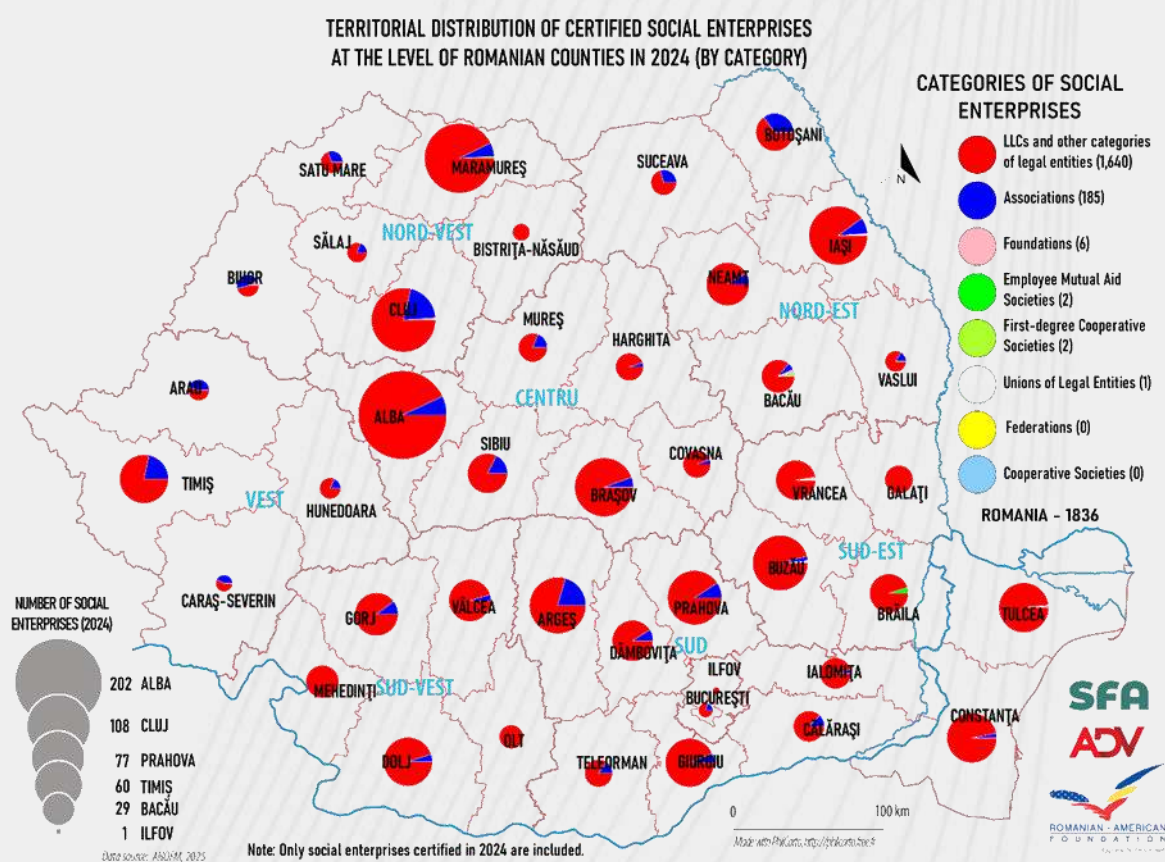 TERRITORIAL DISTRIBUTION OF CERTIFIED SOCIAL ENTERPRISES
AT THE LEVEL OF ROMANIAN COUNTIES IN 2024 (BY CATEGORY)
CATEGORIES OF SOCIAL
ENTERPRISES
LLCs and other categories
of legal entities (1,640)
Associations (185)
Foundations (6)
Employee Mutual Aid
Societies (2)
First-degree Cooperative
Societies (2)
Unions of Legal Entities (1)
Federations (0)
Cooperative Societies (0)
ROMANIA - 1836
N
BOTOŞANI
SATU MARE
MARAMUREŞ
SUCEAVA
SĂLAJ
NORD-VEST
BISTRIŢA-NĂSĂUD
IAŞI
BIHOR
NEAMŢ
CLUJ
NORD-EST
MUREŞ
HARGHITA
VASLUI
ARAD
CENTRU
BACĂU
ALBA
SIBIU
COVASNA
TIMIŞ
VEST
HUNEDOARA
BRAŞOV
VRANCEA
GALAŢI
SUD-EST
BUZĂU
CARAŞ-SEVERIN
GORJ
VÂLCEA
ARGEŞ
PRAHOVA
BRĂILA
TULCEA
DÂMBOVIŢA
SUD
MEHEDINŢI
SUD-VEST
ILFOV
BUCUREŞTI
IALOMIŢA
CONSTANŢA
CĂLĂRAŞI
OLT
DOLJ
TELEORMAN
GIURGIU
NUMBER OF SOCIAL
ENTERPRISES (2024)
202 ALBA
108 CLUJ
77 PRAHOVA
60 TIMIŞ
29 BACĂU
1 ILFOV
0 100 km
Data source: ANOFM, 2025
Note: Only social enterprises certified in 2024 are included.
SFA
ADV
ROMANIAN - AMERICAN
FOUNDATION